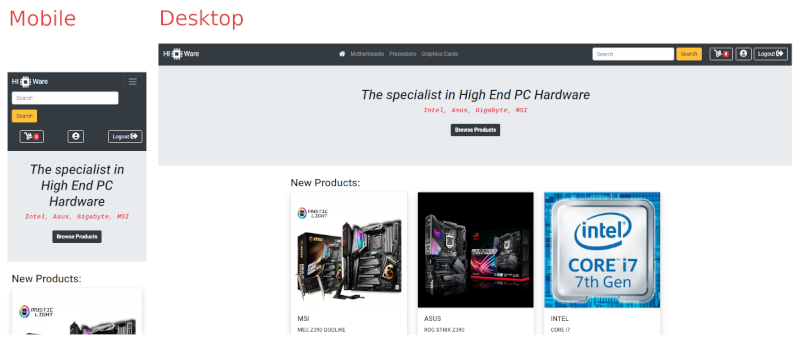 Mobile
Desktop
HI Ware
Search
Search
0
Logout
The specialist in
High End PC
Hardware
Intel, Asus, Gigabyte, MSI
Browse Products
New Products:
MYSTIC
LIGHT
HI Ware
Motherboards Processors Graphics Cards
Search
Search
0
Logout
The specialist in High End PC Hardware
Intel, Asus, Gigabyte, MSI
Browse Products
New Products:
MYSTIC
LIGHT
intel
CORE i7
7th Gen
MSI
MEG Z390 GODLIKE
ASUS
ROG STRIX Z390
INTEL
CORE i7